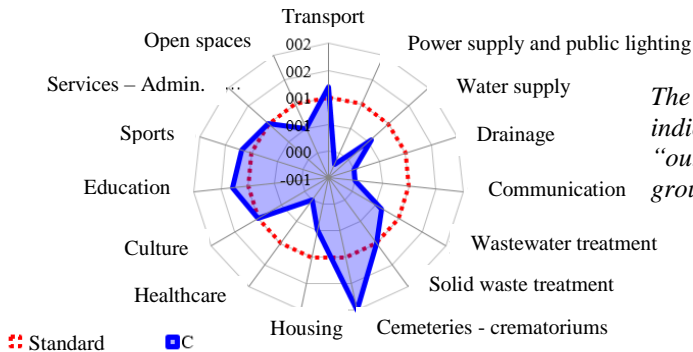 Transport
Open spaces
002
Power supply and public lighting
002
Services – Admin. ...
Water supply
001
Sports
Drainage
000
Education
-001
Communication
Culture
Wastewater treatment
Healthcare
Solid waste treatment
Housing
Cemeteries - crematoriums
Standard
C
The
indi
"ou
grou